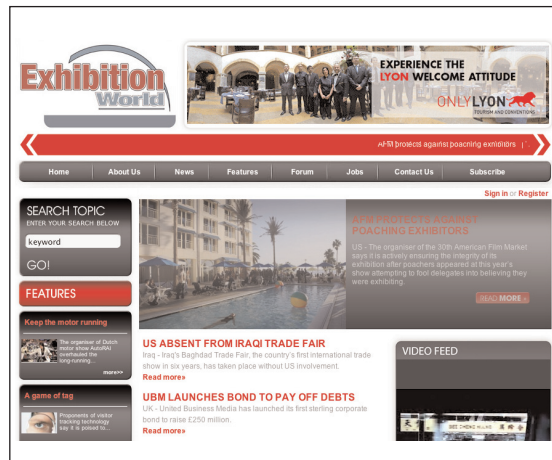 Exhibition
World
EXPERIENCE THE
LYON WELCOME ATTITUDE
ONLYLYON
TOURISM AND CONVENTIONS
AFM protects against poaching exhibitors
Home About Us News Features Forum Jobs Contact Us Subscribe
Sign in or Register
SEARCH TOPIC
ENTER YOUR SEARCH BELOW
keyword
GO!
FEATURES
Keep the motor running
The organiser of Dutch
motor show AutoRAI
overhauled the
long-running...
more>>
A game of tag
Proponents of visitor
tracking technology
say it is poised to...
AFM PROTECTS AGAINST
POACHING EXHIBITORS
US - The organiser of the 30th American Film Market
says it is actively ensuring the integrity of its
exhibition after poachers appeared at this year's
show attempting to fool delegates into believing they
were exhibiting.
READ MORE »
US ABSENT FROM IRAQI TRADE FAIR
Iraq - Iraq's Baghdad Trade Fair, the country's first international trade
show in six years, has taken place without US involvement.
Read more»
UBM LAUNCHES BOND TO PAY OFF DEBTS
UK - United Business Media has launched its first sterling corporate
bond to raise £250 million.
Read more»
VIDEO FEED